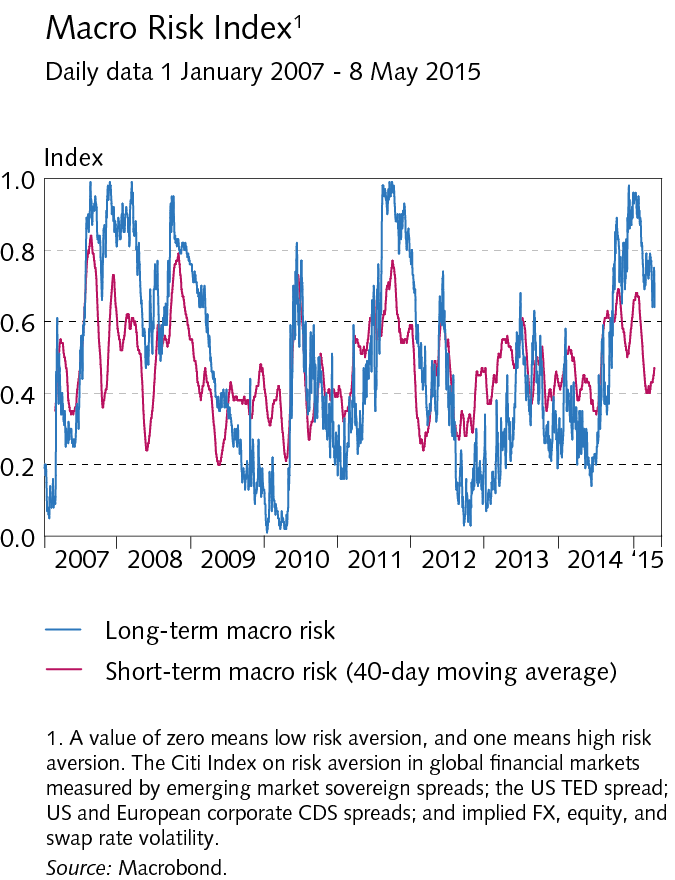 Macro Risk Index¹
Daily data 1 January 2007 - 8 May 2015
Index
1.0
0.8
0.6
0.4
0.2
0.0
2007 2008 2009 2010 2011 2012 2013 2014 ‘15
Long-term macro risk
Short-term macro risk (40-day moving average)
1. A value of zero means low risk aversion, and one means high risk
aversion. The Citi Index on risk aversion in global financial markets
measured by emerging market sovereign spreads; the US TED spread;
US and European corporate CDS spreads; and implied FX, equity, and
swap rate volatility.
Source: Macrobond.